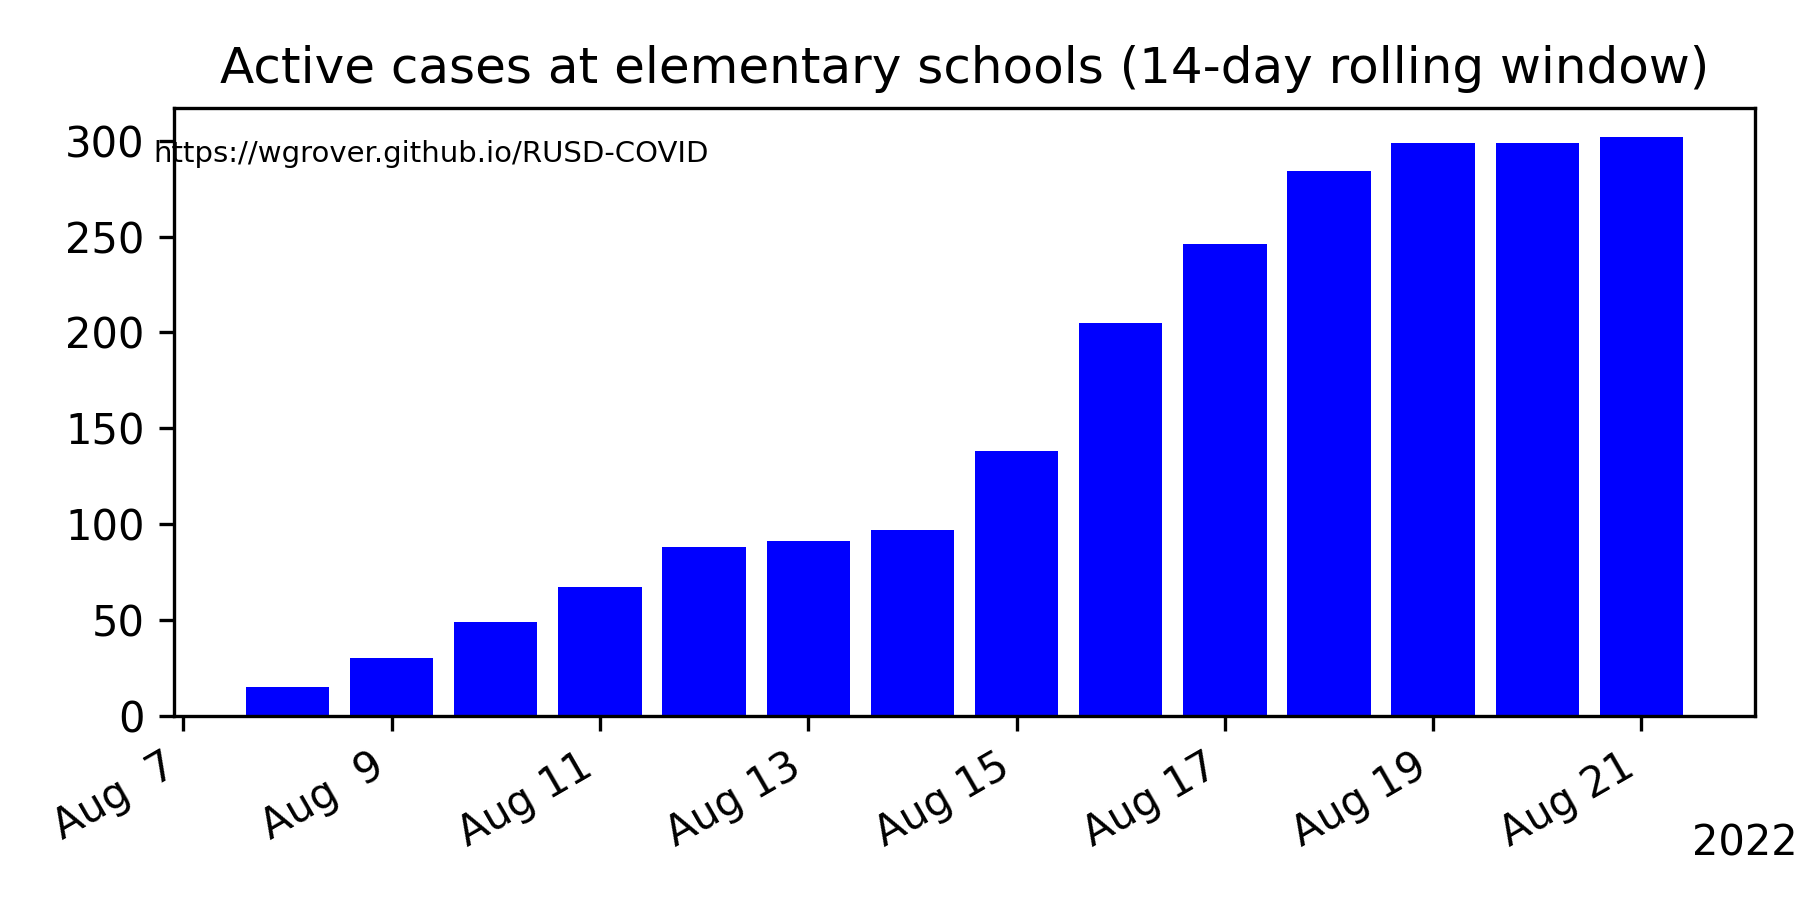 Active cases at elementary schools (14-day rolling window)
https://wgrover.github.io/RUSD-COVID
300
250
200
150
100
50
0
Aug 7
Aug 9
Aug 11
Aug 13
Aug 15
Aug 17
Aug 19
Aug 21
2022